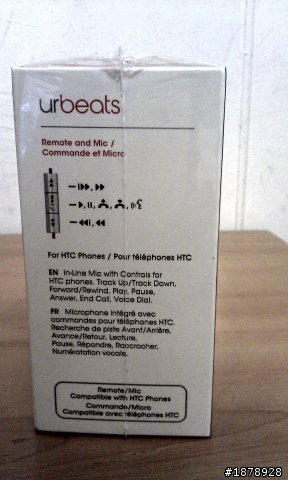 urbeats
Remote and Mic /
Commande et Micro
For HTC Phones / Pour téléphones HTC
EN In-Line Mic with Controls for
HTC phones. Track Up/Track Down,
Forward/Rewind, Play, Pause,
Answer, End Call, Voice Dial.
FR Microphone intégré avec
commandes pour téléphones HTC.
Recherche de piste Avant/Arrière,
Avance/Retour, Lecture,
Pause, Répondre, Raccrocher,
Numérotation vocale.
Remote/Mic
Compatible with HTC Phones
Commande/Micro
Compatible avec téléphones HTC
#1878928